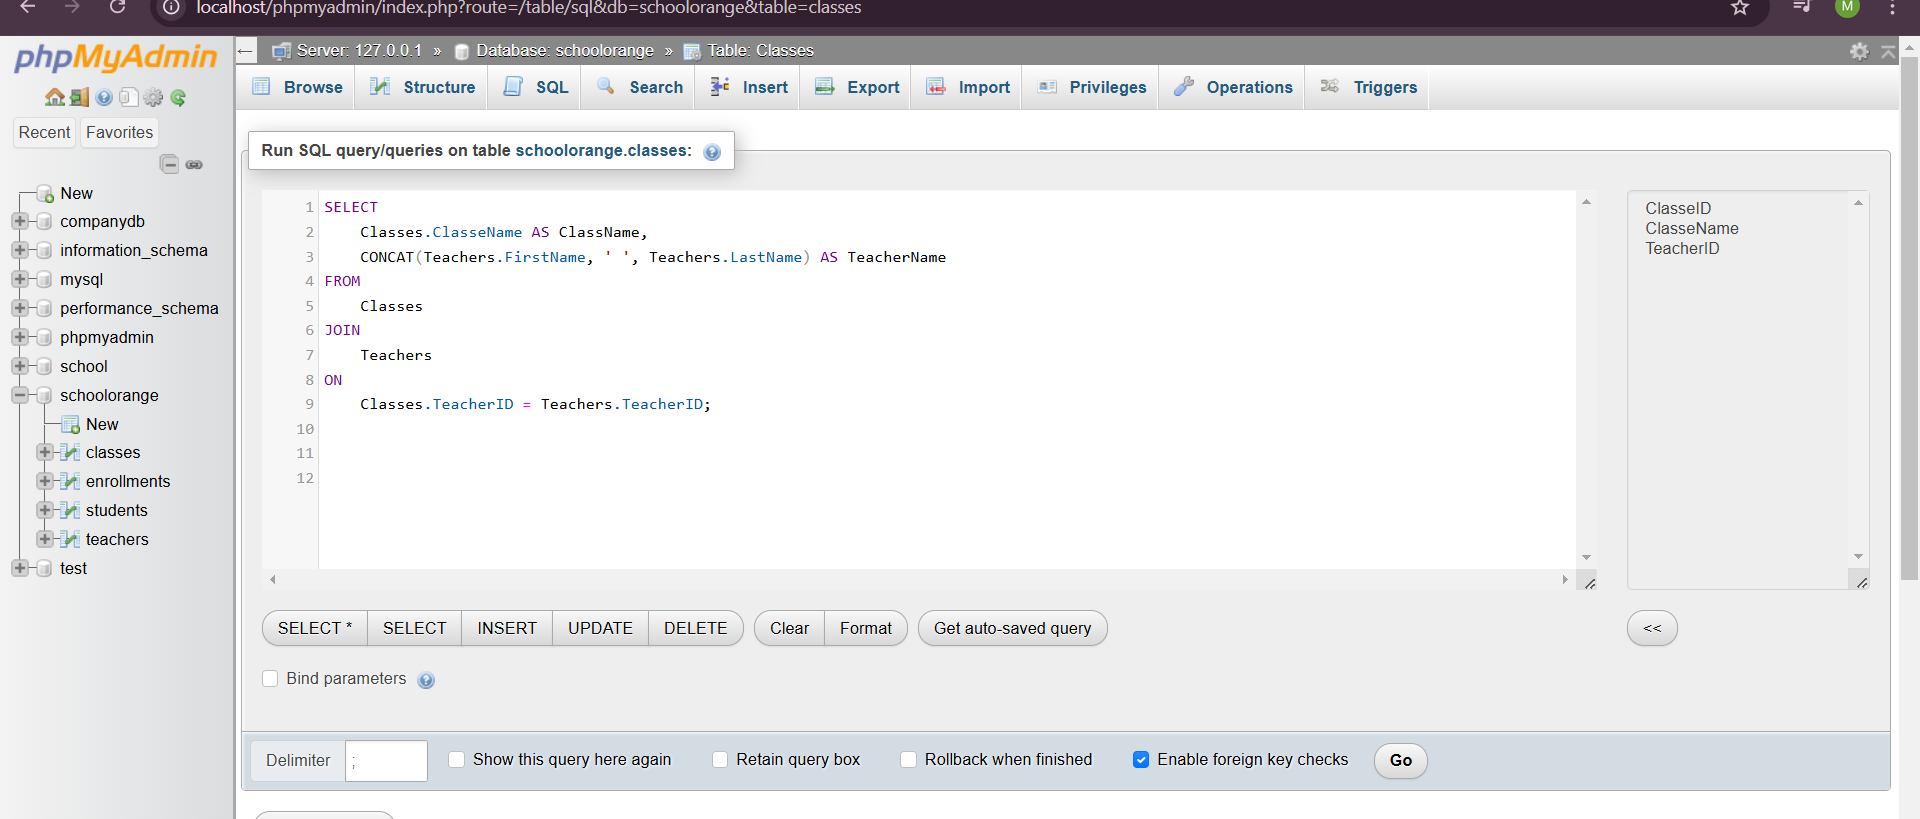 localhost/phpmyadmin/index.php?route=/table/sql&db=schoolorange&table=classes
M
phpMyAdmin
Recent
Favorites
New
companydb
information_schema
mysql
performance_schema
phpmyadmin
school
schoolorange
New
classes
enrollments
students
teachers
test
← Server: 127.0.0.1 » Database: schoolorange » Table: Classes
Browse Structure SQL Search Insert Export Import Privileges Operations Triggers
Run SQL query/queries on table schoolorange.classes:
1 SELECT
2     Classes.ClasseName AS ClassName,
3     CONCAT(Teachers.FirstName, ' ', Teachers.LastName) AS TeacherName
4 FROM
5     Classes
6 JOIN
7     Teachers
8 ON
9     Classes.TeacherID = Teachers.TeacherID;
10
11
12
ClasseID
ClasseName
TeacherID
SELECT * SELECT INSERT UPDATE DELETE Clear Format Get auto-saved query <<
Bind parameters
Delimiter ; Show this query here again Retain query box Rollback when finished Enable foreign key checks Go